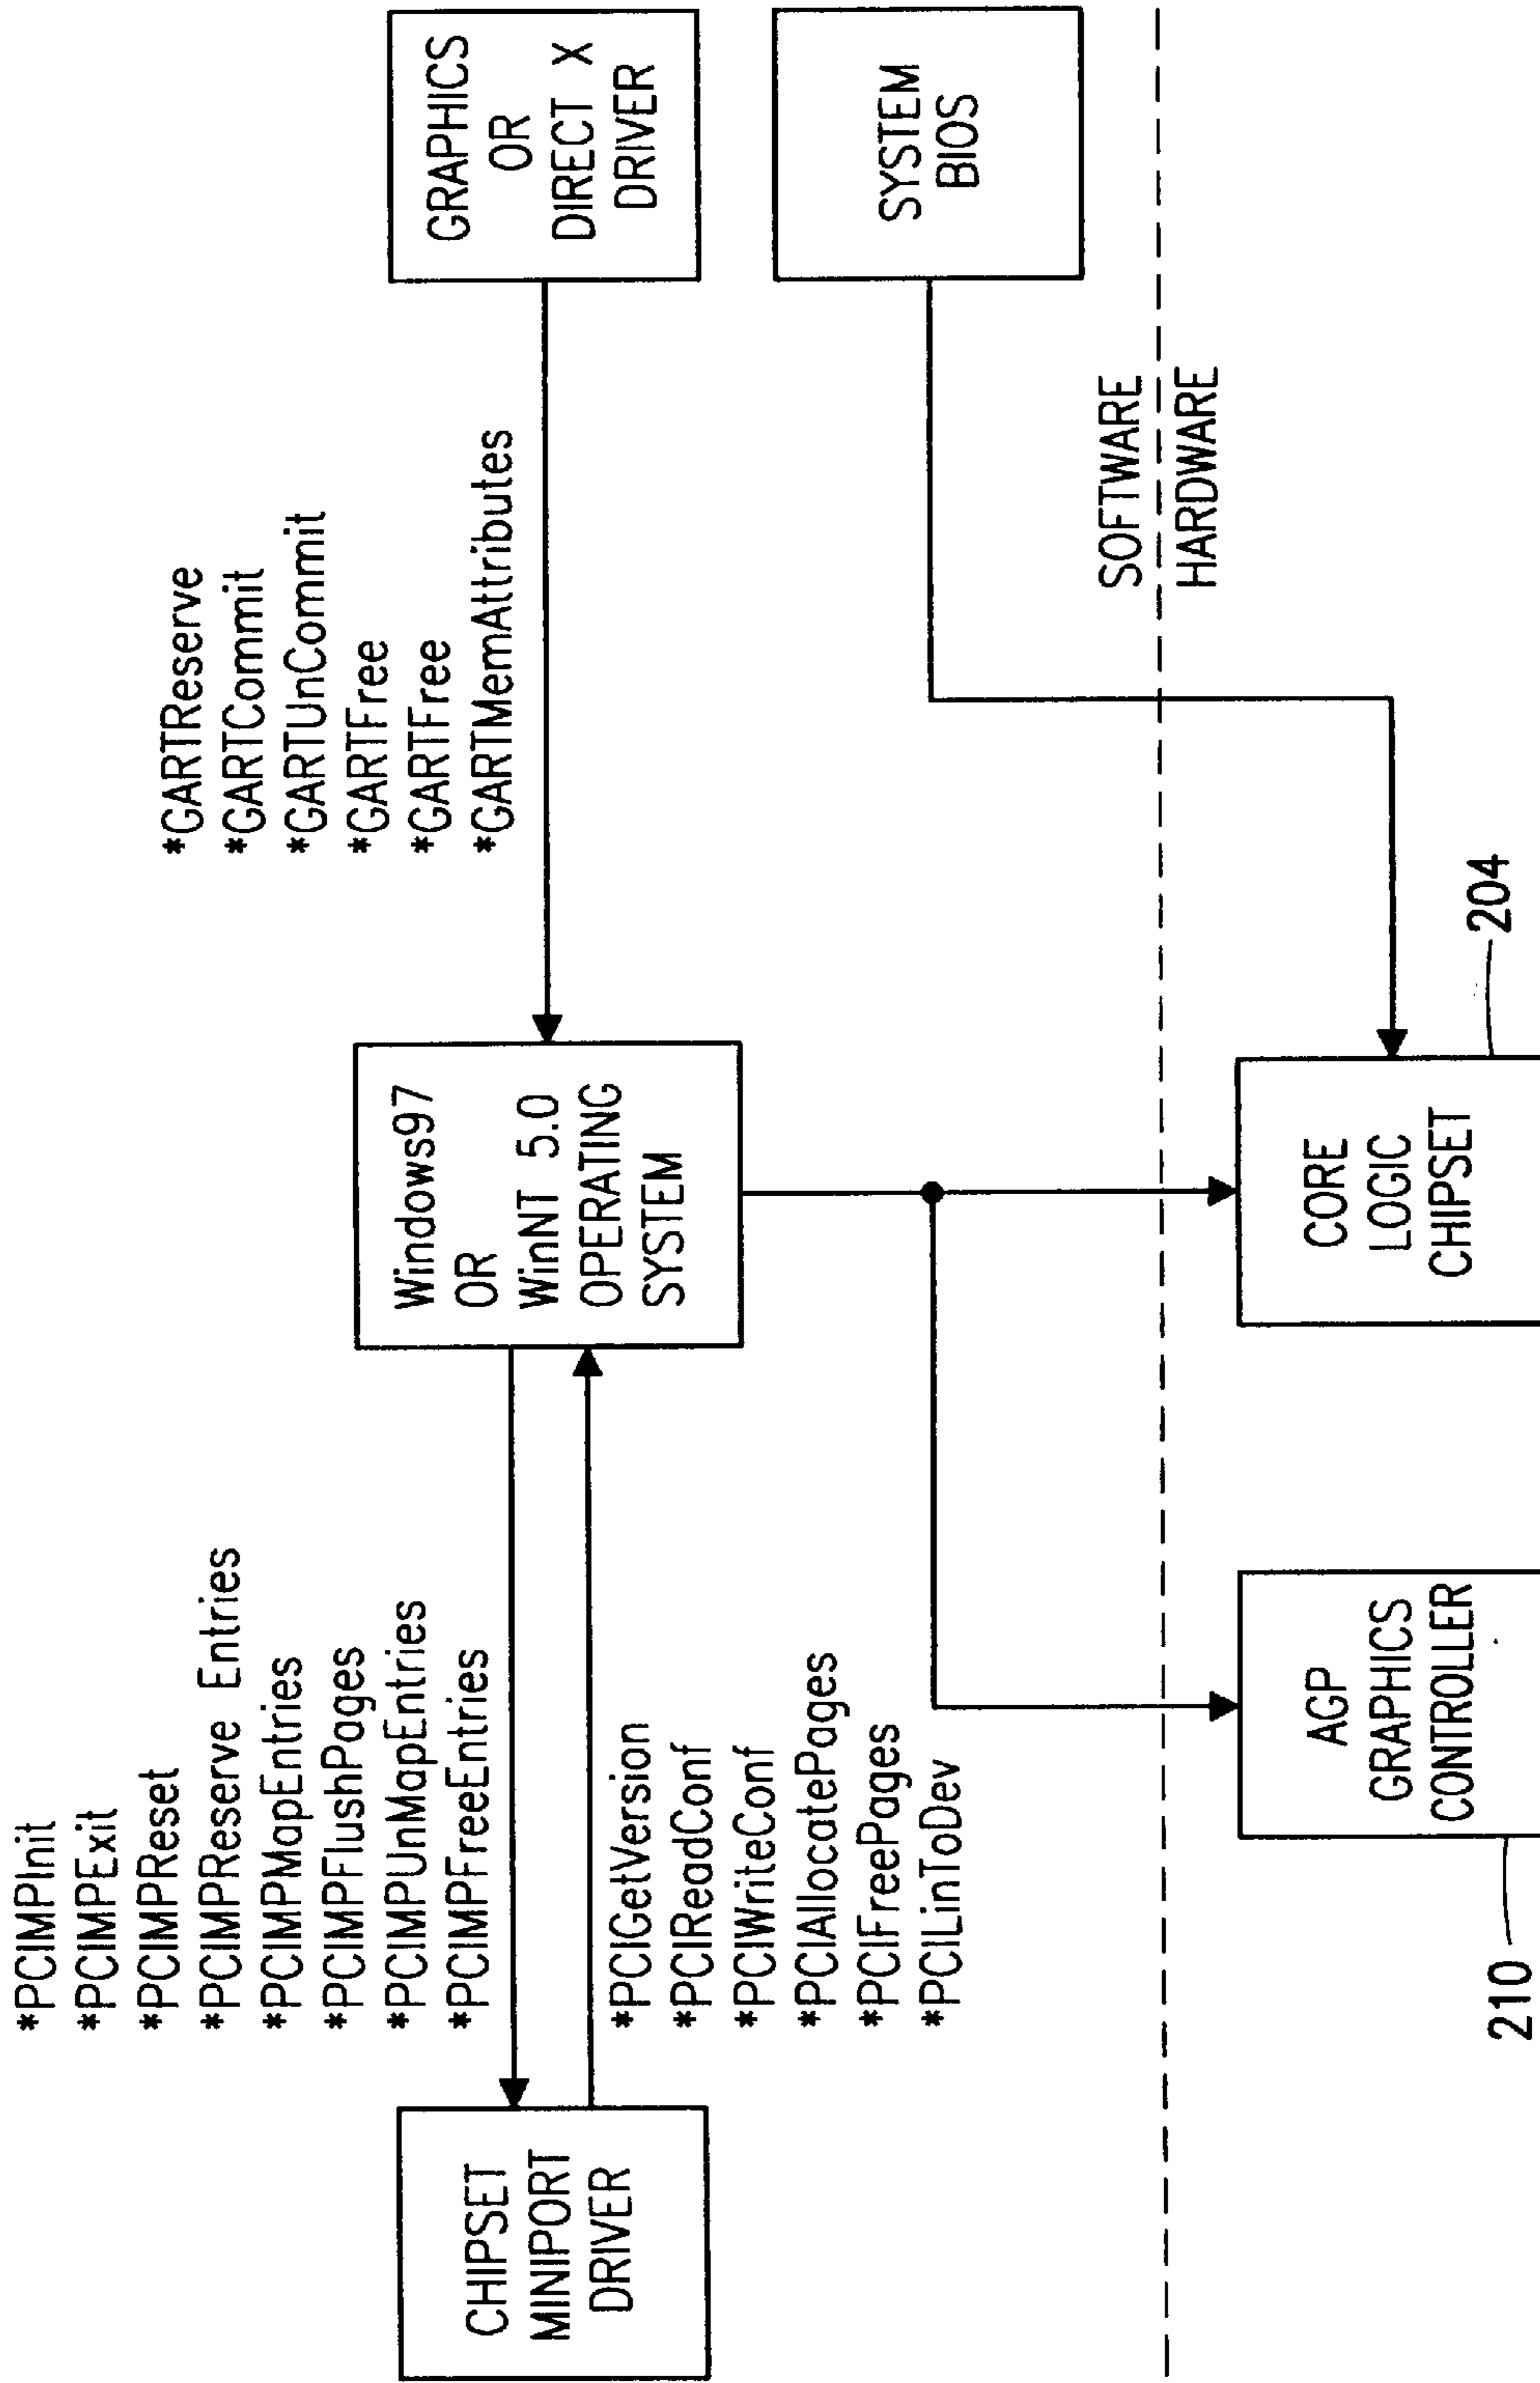 *PCIMPInit
*PCIMPExit
*PCIMPReset
*PCIMPReserve Entries
*PCIMPMapEntries
*PCIMPFlushPages
*PCIMPUnMapEntries
*PCIMPFreeEntries
*GARTReserve
*GARTCommit
*GARTUnCommit
*GARTFree
*GARTFree
*GARTMemAttributes
CHIPSET
MINIPORT
DRIVER
Windows97
OR
WinNT 5.0
OPERATING
SYSTEM
GRAPHICS
OR
DIRECT X
DRIVER
*PCIGetVersion
*PCIReadConf
*PCIWriteConf
*PCIAllocatePages
*PCIFreePages
*PCILinToDev
SYSTEM
BIOS
SOFTWARE
HARDWARE
AGP
GRAPHICS
CONTROLLER
210
CORE
LOGIC
CHIPSET
204